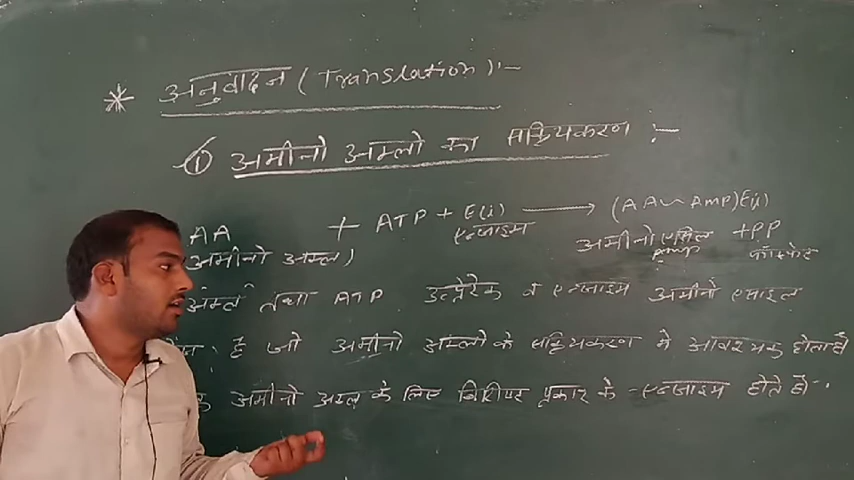 * अनुवादन (Translation) :-
① अमीनो अम्लो का सक्रियकरण :-
AA + ATP + E(i) → (AA~AMP)E(i)
अमीनो अम्ल) एन्जाइम अमीनो एसिल +PP
AMP
अम्ल तथा ATP उत्प्रेरक व एन्जाइम अमीनो एसाइल
है जो अमीनो अम्लो के सक्रियकरण मे आवश्यक होता है
अमीनो अम्ल के लिए विशिष्ट प्रकार के एन्जाइम होते है।